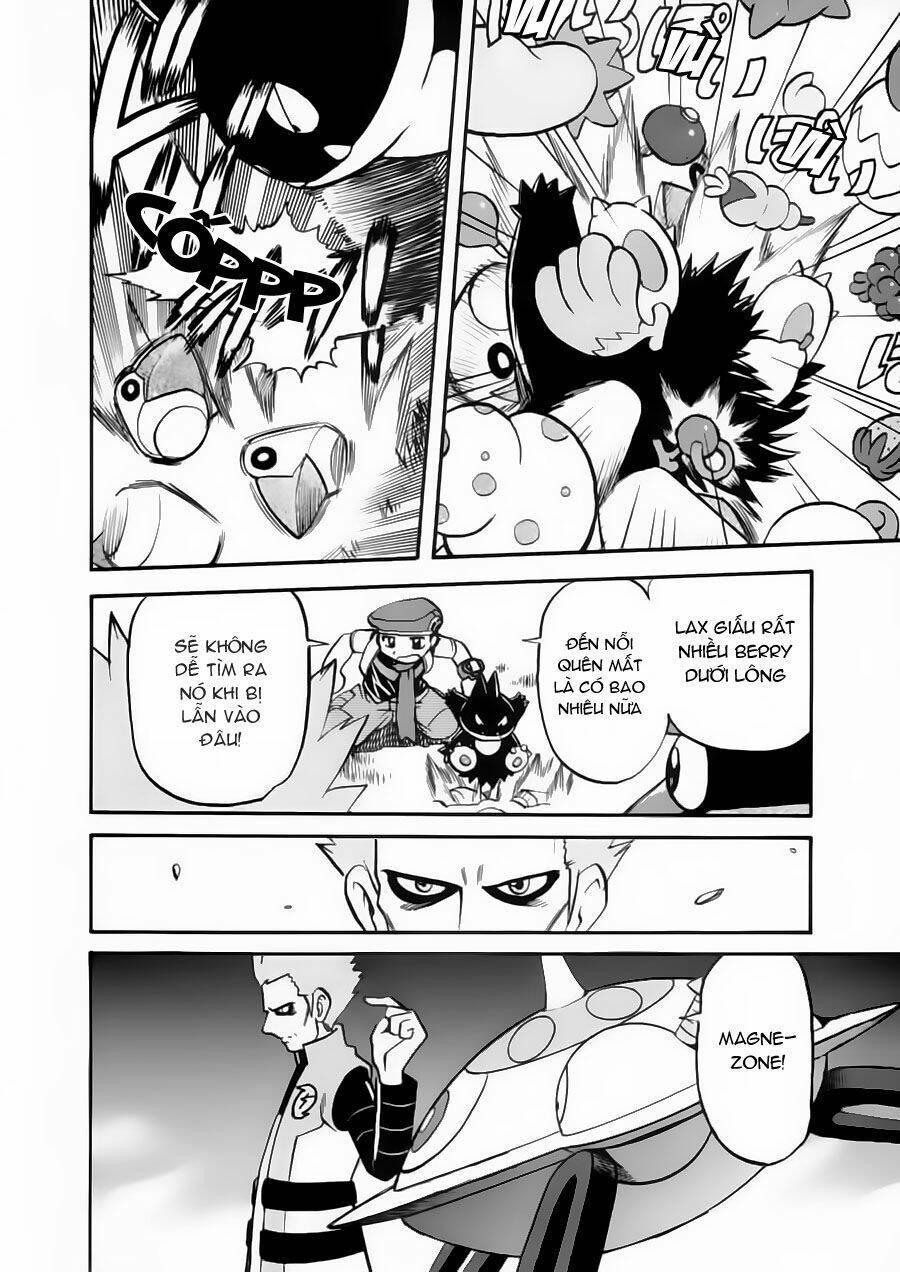 CỐPPP
LAX GIẤU RẤT
NHIỀU BERRY
DƯỚI LÔNG
ĐẾN NỖI
QUÊN MẤT
LÀ CÓ BAO
NHIÊU NỮA
SẼ KHÔNG
DỄ TÌM RA
NÓ KHI BỊ
LẪN VÀO
ĐÂU!
MAGNE-
ZONE!